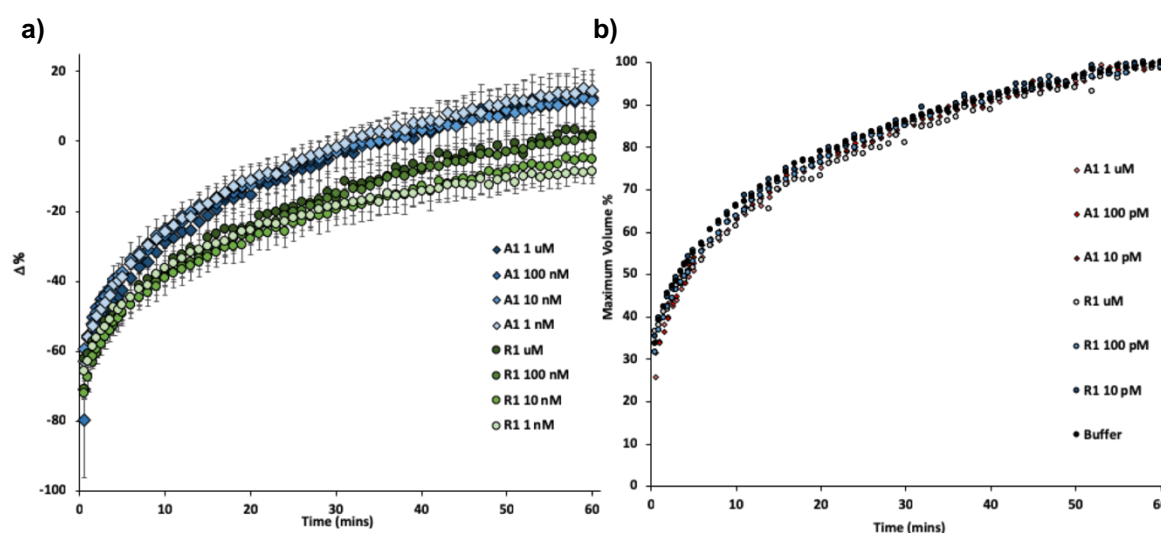 a)
20
0
-20
-40
-60
-80
-100
Δ %
0
10
20
30
40
50
60
Time (mins)
A1 1 uM
A1 100 nM
A1 10 nM
A1 1 nM
R1 uM
R1 100 nM
R1 10 nM
R1 1 nM
b)
100
90
80
70
60
50
40
30
20
10
0
Maximum Volume %
0
10
20
30
40
50
60
Time (mins)
A1 1 uM
A1 100 pM
A1 10 pM
R1 uM
R1 100 pM
R1 10 pM
Buffer